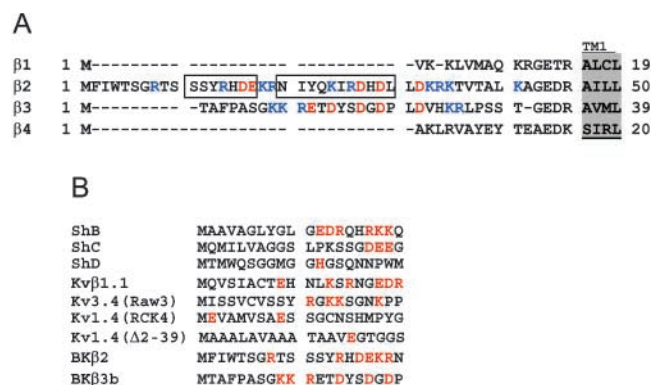 A
TM1
β1 1 M--------- ---------- ---------- --VK-KLVMAQ KRGETR ALCL 19
β2 1 MFIWTSGRTS SSYRHDEKRN IYQKIRDHDL LDKRKTVTAL KAGEDR AILL 50
β3 1 M--------- -TAFPASGKK RETDYSDGDP LDVHKRLPSS T-GEDR AVML 39
β4 1 M--------- ---------- ---------- --AKLRVAYEY TEAEDK SIRL 20
B
ShB MAAVAGLYGL GEDRQHRKKQ
ShC MQMILVAGGS LPKSSGDEEG
ShD MTMWQSGGMG GHGSQNNPWM
Kvβ1.1 MQVSIACTEH NLKSRNGEDR
Kv3.4(Raw3) MISSVCVSSY RGKKSGNKPP
Kv1.4(RCK4) MEVAMVSAES SGCNSHMPYG
Kv1.4(Δ2-39) MAAALAVAAA TAAVEGTGGS
BKβ2 MFIWTSGRTS SSYRHDEKRN
BKβ3b MTAFPASGKK RETDYSDGDP